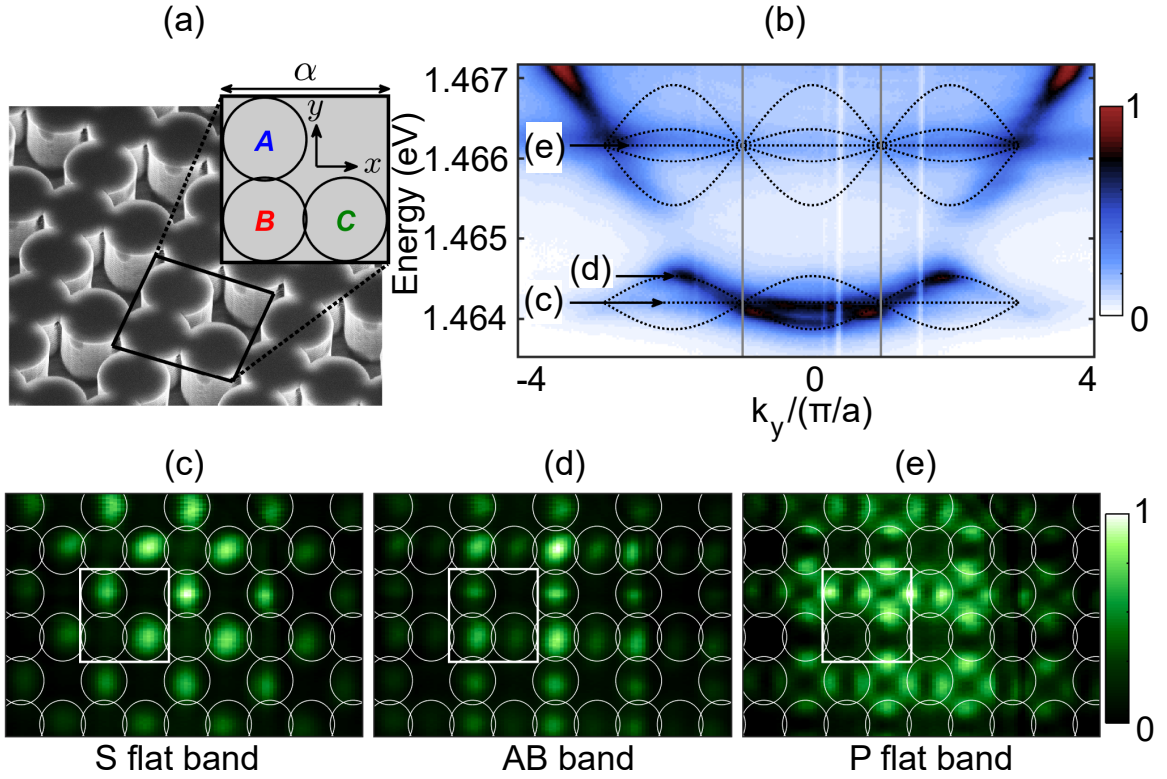 (a)
(b)
α
A
y
x
B
C
Energy (eV)
1.467
1.466
1.465
1.464
(e)
(d)
(c)
1
0
-4
0
4
k_y/(π/a)
(c)
(d)
(e)
1
0
S flat band
AB band
P flat band